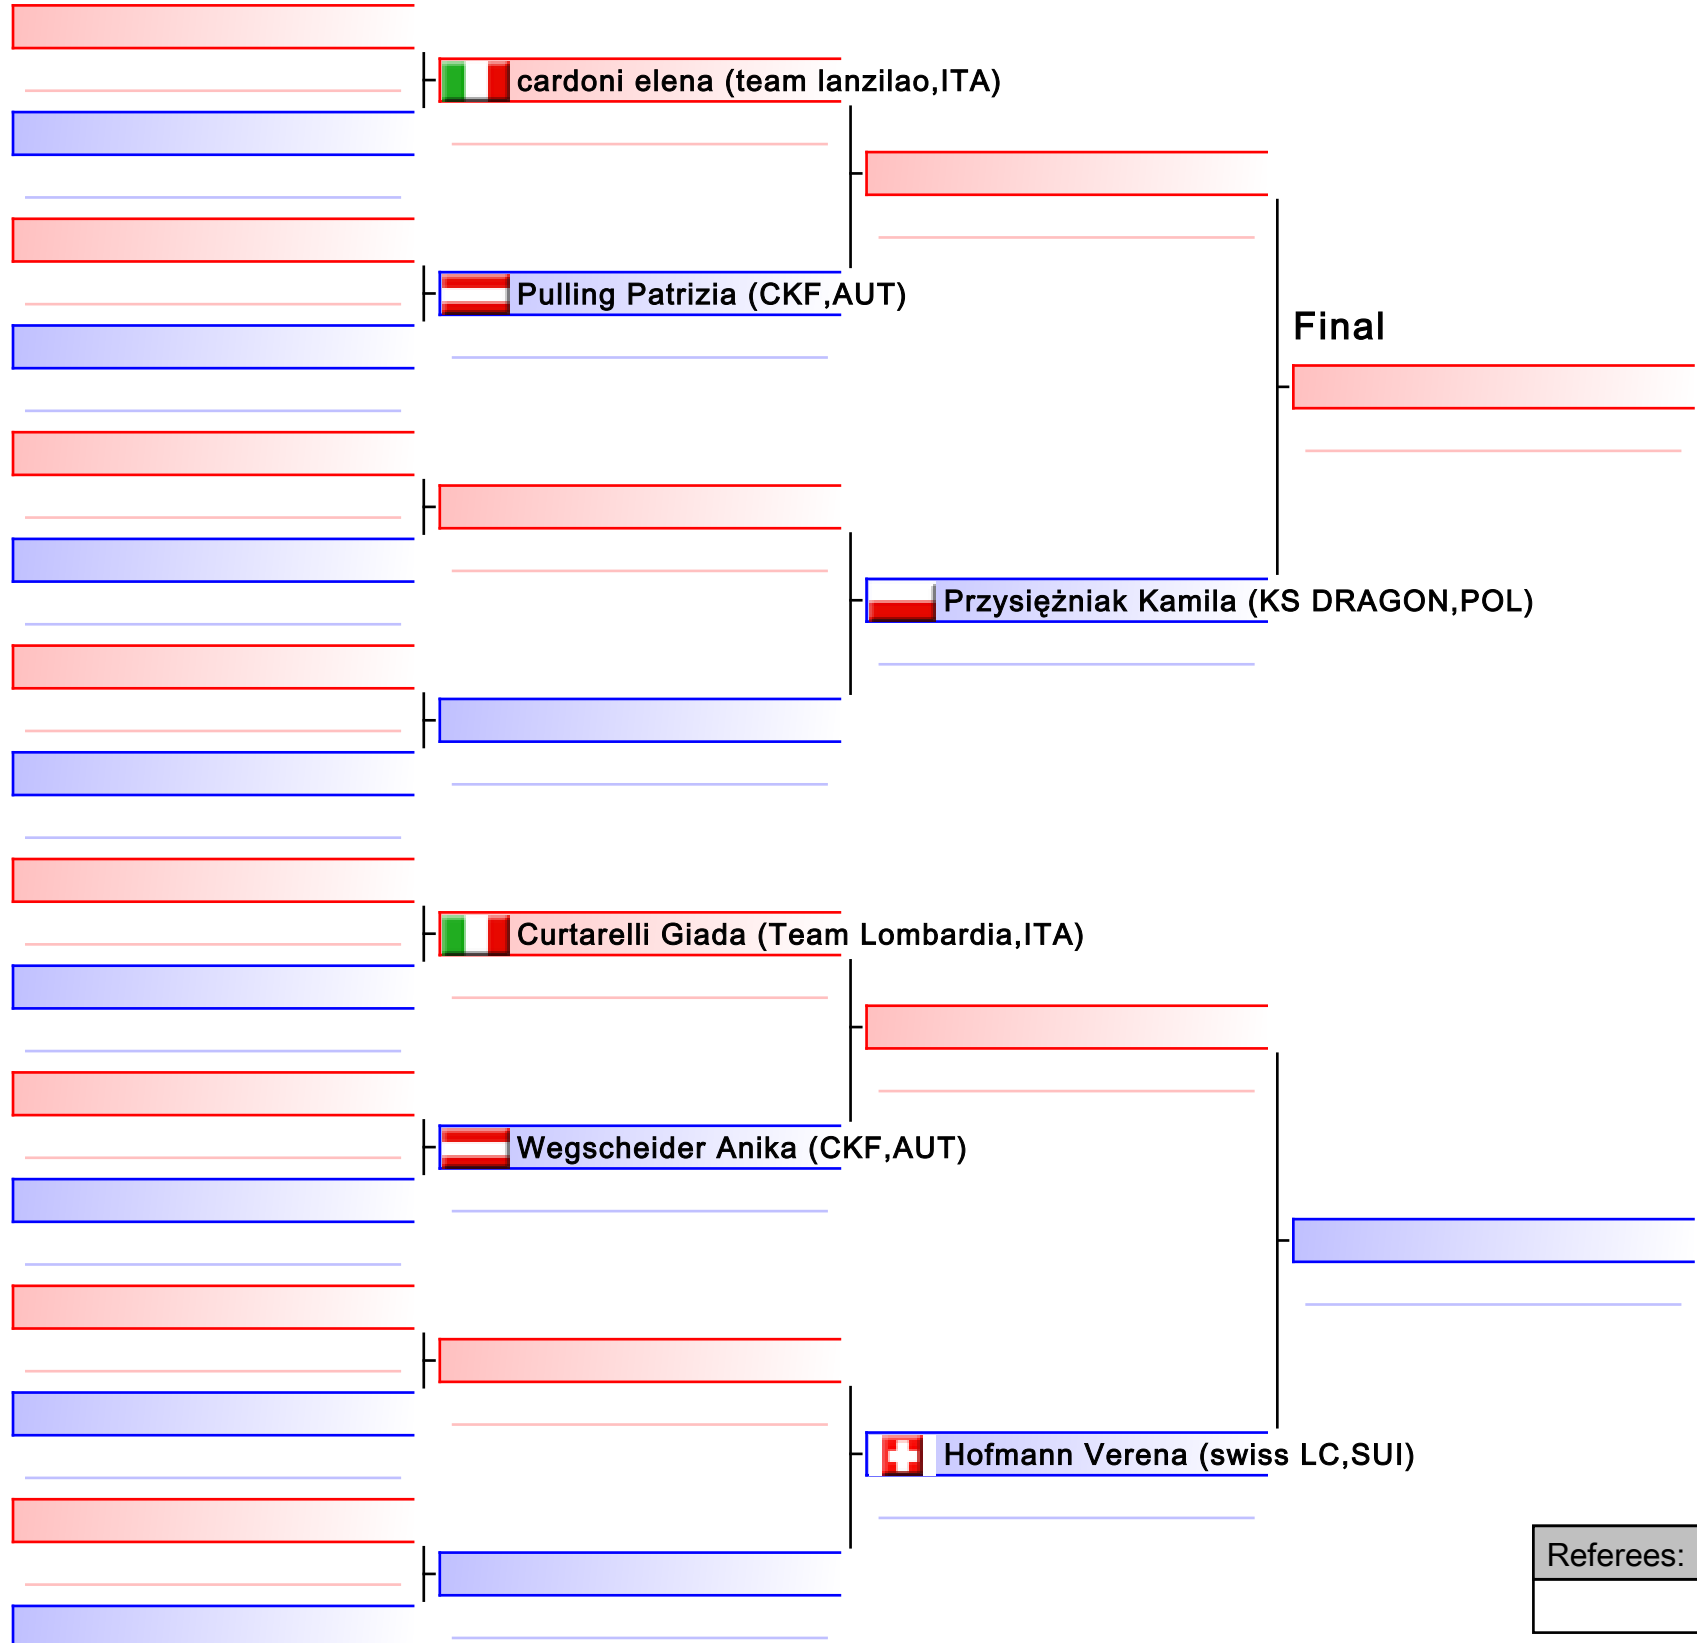 cardoni elena (team lanzilao,ITA)
Pulling Patrizia (CKF,AUT)
Final
Przysiężniak Kamila (KS DRAGON,POL)
Curtarelli Giada (Team Lombardia,ITA)
Wegscheider Anika (CKF,AUT)
Hofmann Verena (swiss LC,SUI)
Referees: